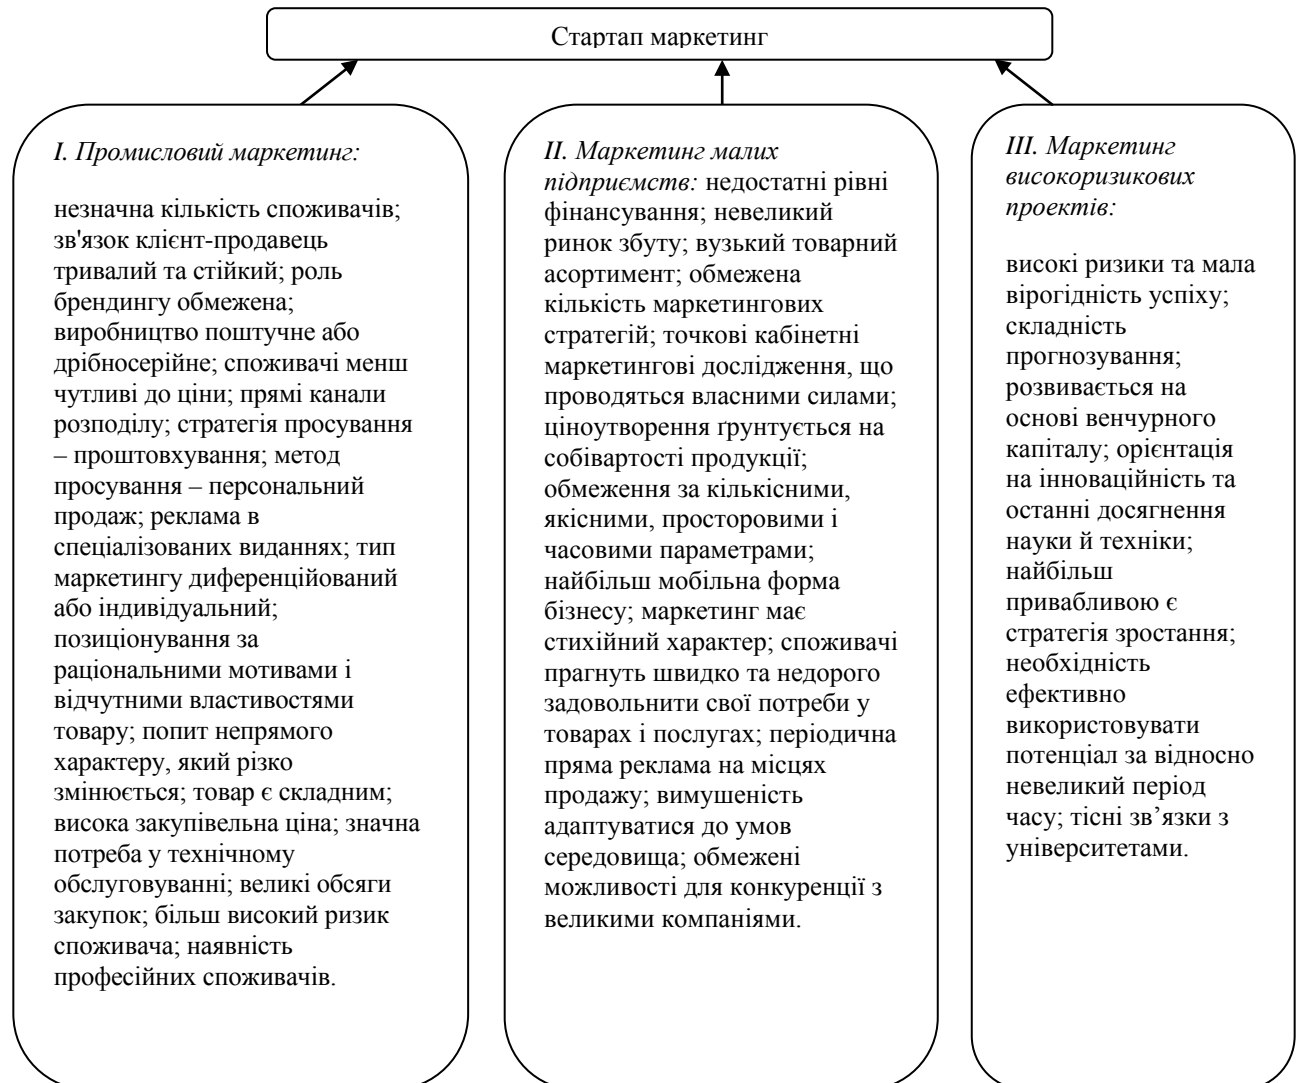 Стартап маркетинг
І. Промисловий маркетинг:
незначна кількість споживачів;
зв'язок клієнт-продавець
тривалий та стійкий; роль
брендингу обмежена;
виробництво поштучне або
дрібносерійне; споживачі менш
чутливі до ціни; прямі канали
розподілу; стратегія просування
– проштовхування; метод
просування – персональний
продаж; реклама в
спеціалізованих виданнях; тип
маркетингу диференційований
або індивідуальний;
позиціонування за
раціональними мотивами і
відчутними властивостями
товару; попит непрямого
характеру, який різко
змінюється; товар є складним;
висока закупівельна ціна; значна
потреба у технічному
обслуговуванні; великі обсяги
закупок; більш високий ризик
споживача; наявність
професійних споживачів.
ІІ. Маркетинг малих
підприємств: недостатні рівні
фінансування; невеликий
ринок збуту; вузький товарний
асортимент; обмежена
кількість маркетингових
стратегій; точкові кабінетні
маркетингові дослідження, що
проводяться власними силами;
ціноутворення ґрунтується на
собівартості продукції;
обмеження за кількісними,
якісними, просторовими і
часовими параметрами;
найбільш мобільна форма
бізнесу; маркетинг має
стихійний характер; споживачі
прагнуть швидко та недорого
задовольнити свої потреби у
товарах і послугах; періодична
пряма реклама на місцях
продажу; вимушеність
адаптуватися до умов
середовища; обмежені
можливості для конкуренції з
великими компаніями.
ІІІ. Маркетинг
високоризикових
проектів:
високі ризики та мала
вірогідність успіху;
складність
прогнозування;
розвивається на
основі венчурного
капіталу; орієнтація
на інноваційність та
останні досягнення
науки й техніки;
найбільш
привабливою є
стратегія зростання;
необхідність
ефективно
використовувати
потенціал за відносно
невеликий період
часу; тісні зв’язки з
університетами.